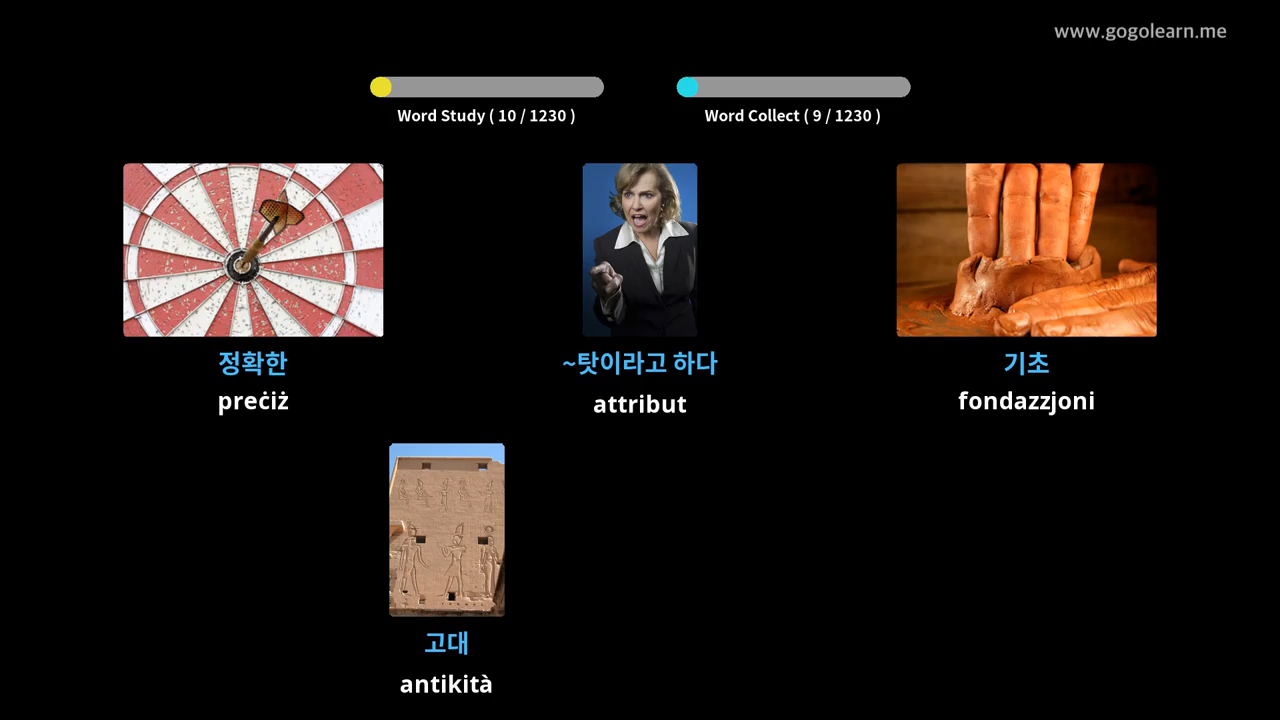 www.gogolearn.me
Word Study ( 10 / 1230 )
Word Collect ( 9 / 1230 )
정확한
preċiż
~탓이라고 하다
attribut
기초
fondazzjoni
고대
antikità